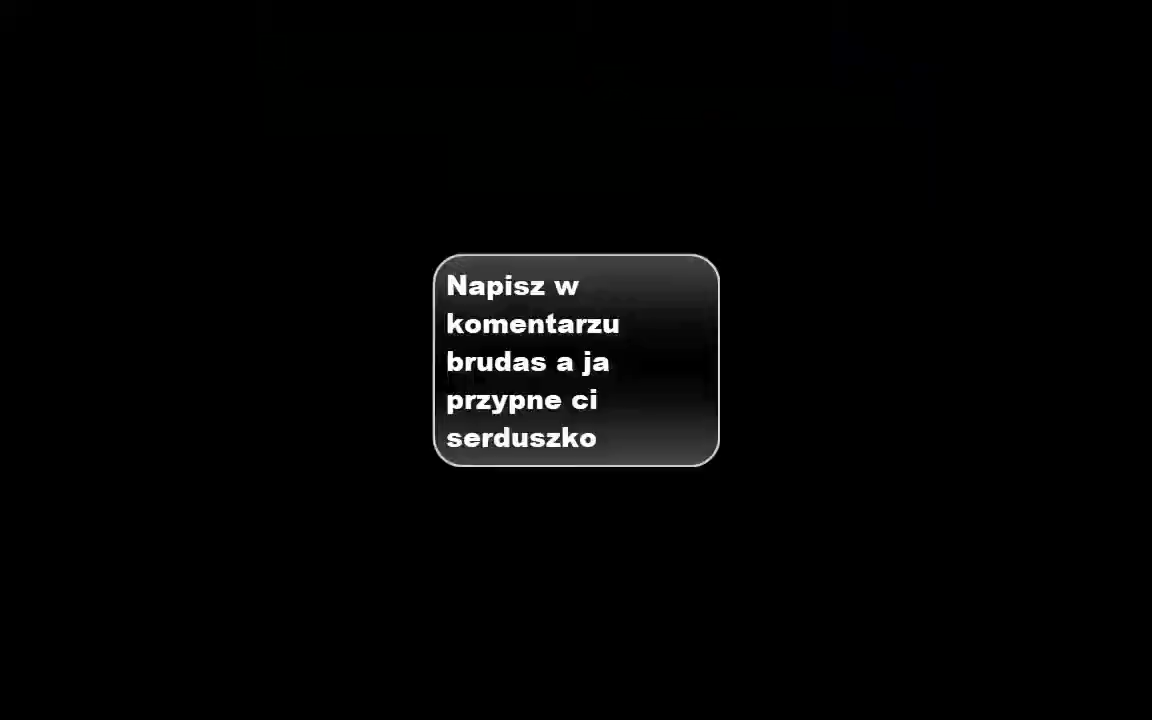 Napisz w
komentarzu
brudas a ja
przypne ci
serduszko